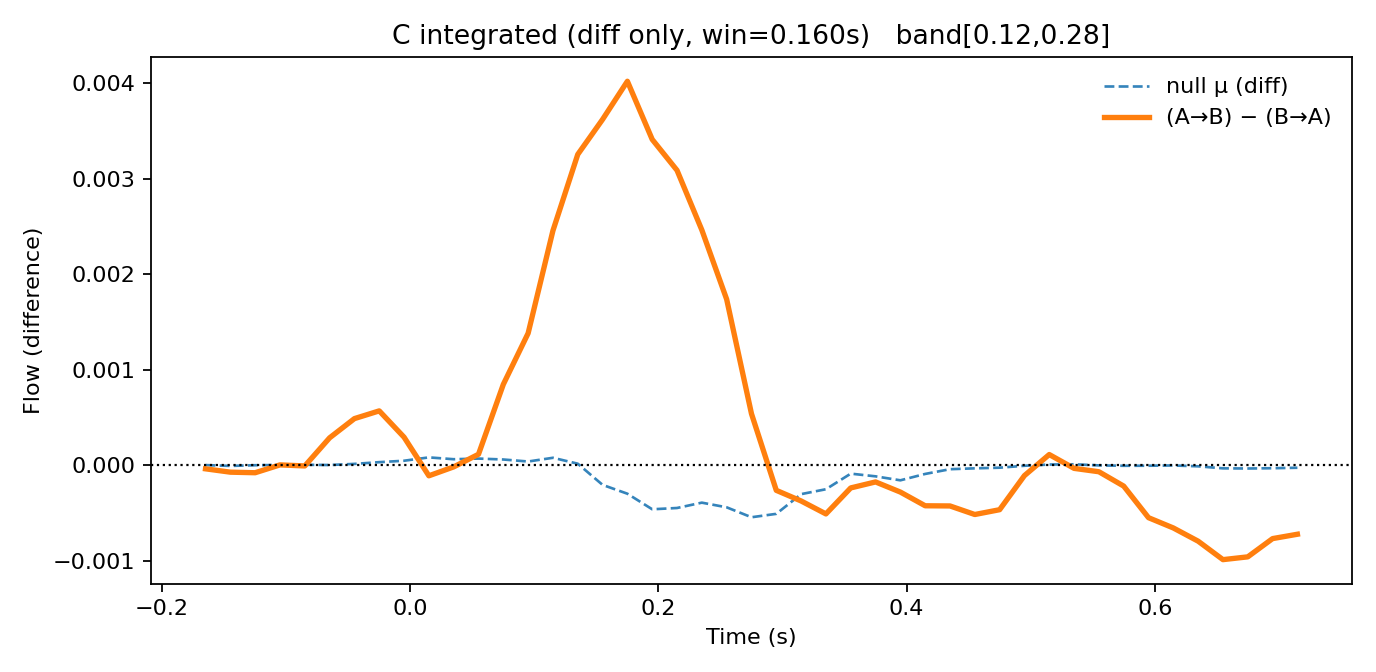 C integrated (diff only, win=0.160s)   band[0.12,0.28]
null µ (diff)
(A→B) − (B→A)
Flow (difference)
0.004
0.003
0.002
0.001
0.000
−0.001
−0.2
0.0
0.2
0.4
0.6
Time (s)